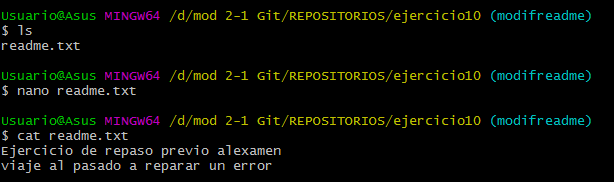 Usuario@Asus MINGW64 /d/mod 2-1 Git/REPOSITORIOS/ejercicio10 (modifreadme)
$ ls
readme.txt
Usuario@Asus MINGW64 /d/mod 2-1 Git/REPOSITORIOS/ejercicio10 (modifreadme)
$ nano readme.txt
Usuario@Asus MINGW64 /d/mod 2-1 Git/REPOSITORIOS/ejercicio10 (modifreadme)
$ cat readme.txt
Ejercicio de repaso previo alexamen
viaje al pasado a reparar un error